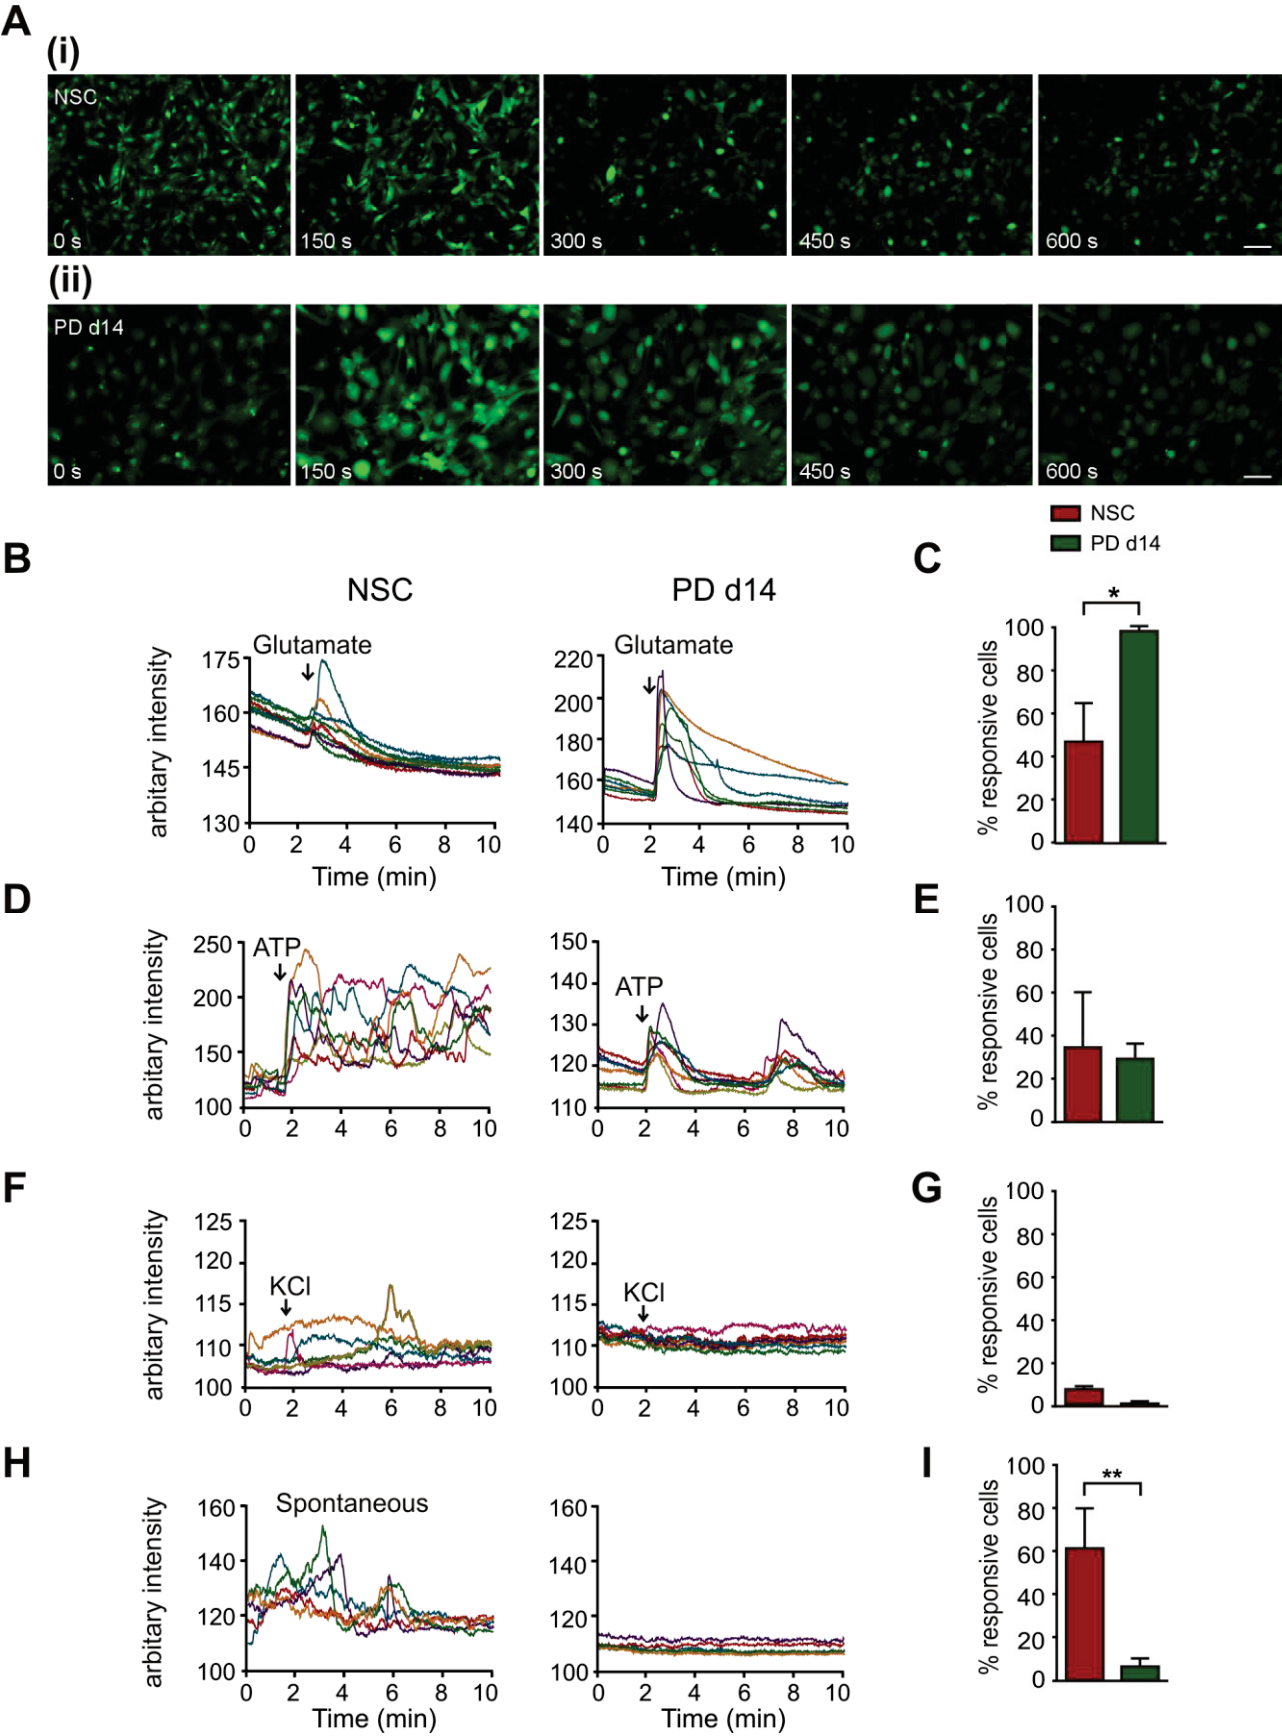 A
(i)
NSC
0 s
150 s
300 s
450 s
600 s
(ii)
PD d14
0 s
150 s
300 s
450 s
600 s
NSC
PD d14
B
NSC
PD d14
C
*
Glutamate
Glutamate
arbitary intensity
175
160
145
130
0 2 4 6 8 10
Time (min)
220
200
180
160
140
0 2 4 6 8 10
Time (min)
% responsive cells
100
80
60
40
20
0
D
arbitary intensity
ATP
250
200
150
100
0 2 4 6 8 10
ATP
150
140
130
120
110
0 2 4 6 8 10
E
% responsive cells
100
80
60
40
20
0
F
arbitary intensity
KCl
125
120
115
110
100
0 2 4 6 8 10
KCl
125
120
115
110
100
0 2 4 6 8 10
G
% responsive cells
100
80
60
40
20
0
H
arbitary intensity
Spontaneous
160
140
120
100
0 2 4 6 8 10
Time (min)
160
140
120
100
0 2 4 6 8 10
Time (min)
I
**
% responsive cells
100
80
60
40
20
0